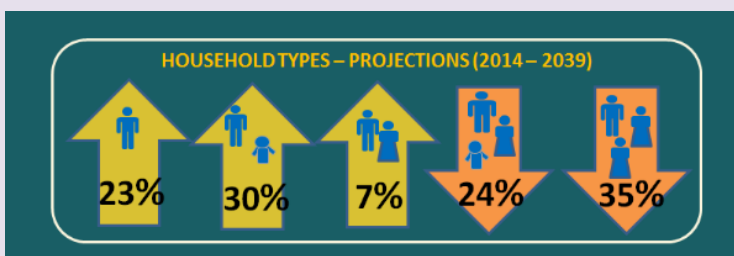 HOUSEHOLD TYPES – PROJECTIONS (2014 – 2039)
23% 30% 7% 24% 35%